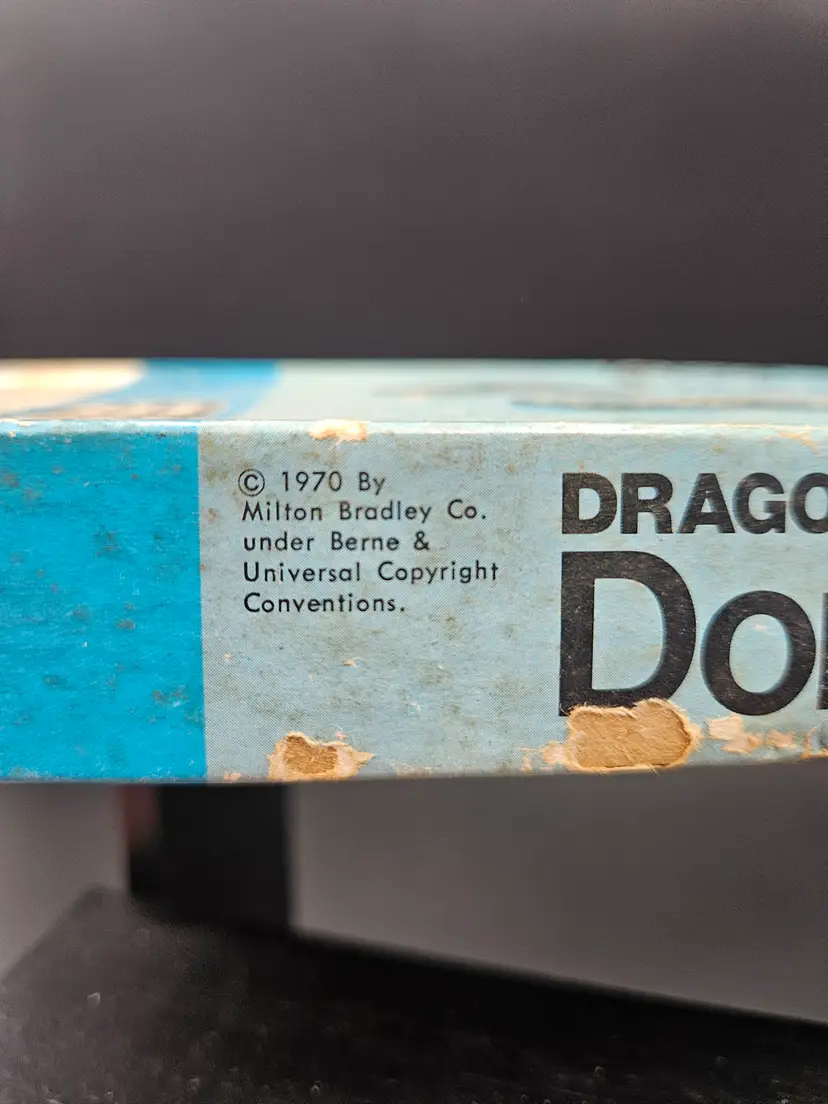 © 1970 By
Milton Bradley Co.
under Berne &
Universal Copyright
Conventions.
DRAGO
DO